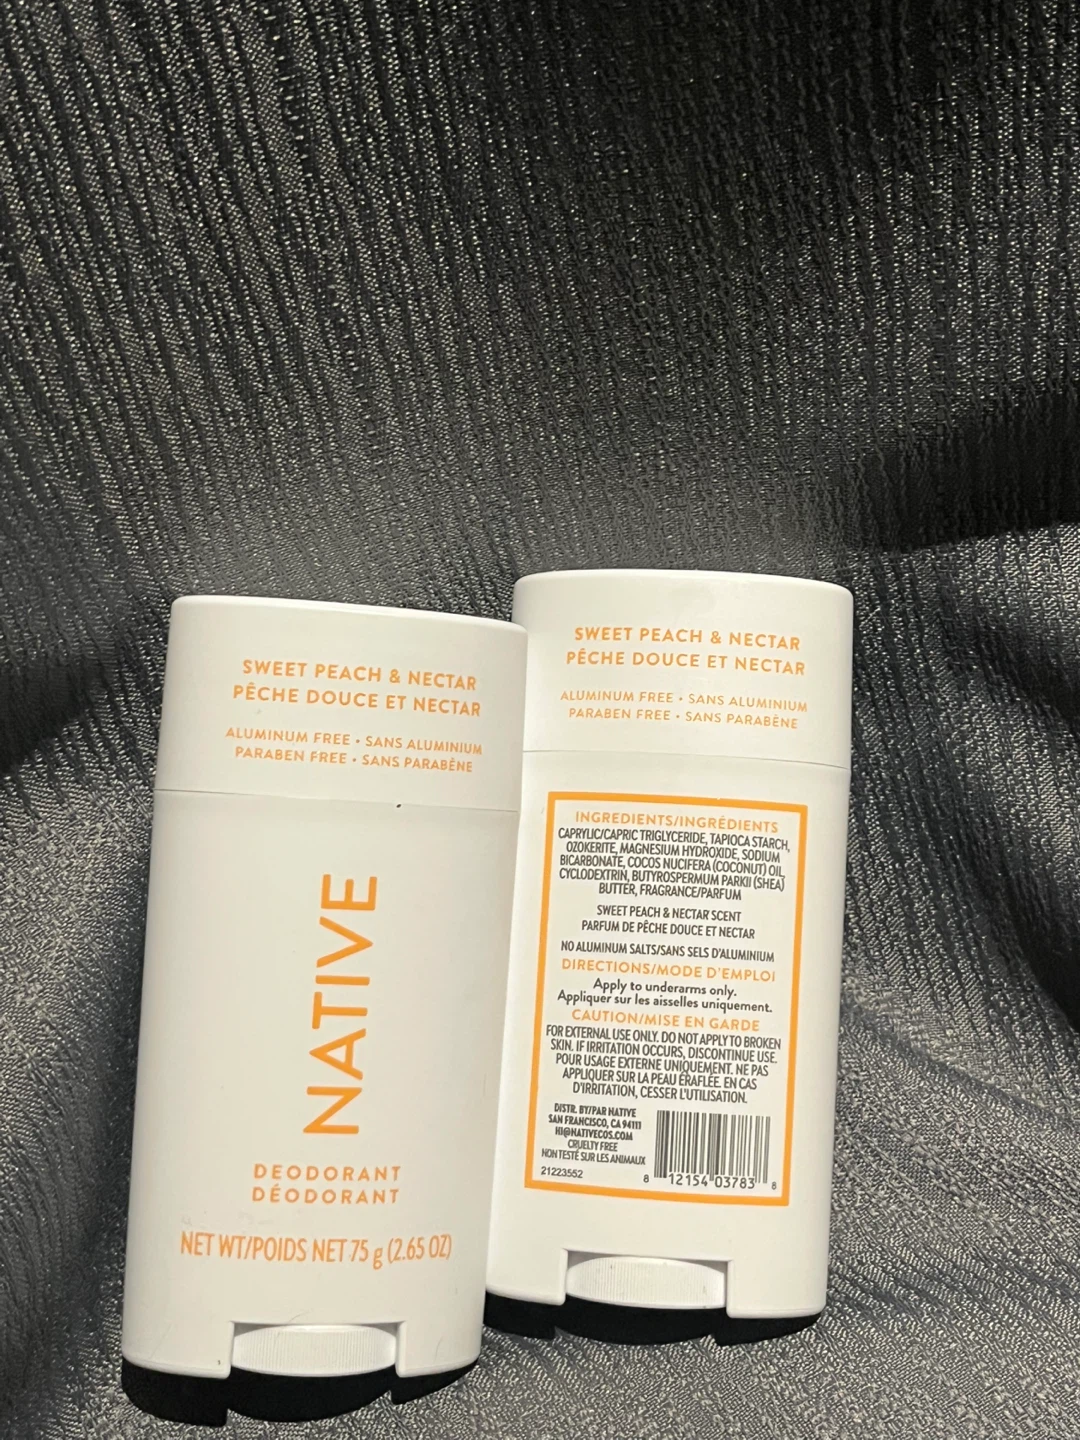 SWEET PEACH & NECTAR
PÊCHE DOUCE ET NECTAR
ALUMINUM FREE • SANS ALUMINIUM
PARABEN FREE • SANS PARABÈNE
NATIVE
DEODORANT
DÉODORANT
NET WT/POIDS NET 75 g (2.65 OZ)
SWEET PEACH & NECTAR
PÊCHE DOUCE ET NECTAR
ALUMINUM FREE • SANS ALUMINIUM
PARABEN FREE • SANS PARABÈNE
INGREDIENTS/INGRÉDIENTS
CAPRYLIC/CAPRIC TRIGLYCERIDE, TAPIOCA STARCH,
OZOKERITE, MAGNESIUM HYDROXIDE, SODIUM
BICARBONATE, COCOS NUCIFERA (COCONUT) OIL,
CYCLODEXTRIN, BUTYROSPERMUM PARKII (SHEA)
BUTTER, FRAGRANCE/PARFUM
SWEET PEACH & NECTAR SCENT
PARFUM DE PÊCHE DOUCE ET NECTAR
NO ALUMINUM SALTS/SANS SELS D'ALUMINIUM
DIRECTIONS/MODE D'EMPLOI
Apply to underarms only.
Appliquer sur les aisselles uniquement.
CAUTION/MISE EN GARDE
FOR EXTERNAL USE ONLY. DO NOT APPLY TO BROKEN
SKIN. IF IRRITATION OCCURS, DISCONTINUE USE.
POUR USAGE EXTERNE UNIQUEMENT. NE PAS
APPLIQUER SUR LA PEAU ÉRAFLÉE. EN CAS
D'IRRITATION, CESSER L'UTILISATION.
DISTR. BY/PAR NATIVE
SAN FRANCISCO, CA 94111
HI@NATIVECOS.COM
CRUELTY FREE
NON TESTÉ SUR LES ANIMAUX
21223552
8 12154 03783 8